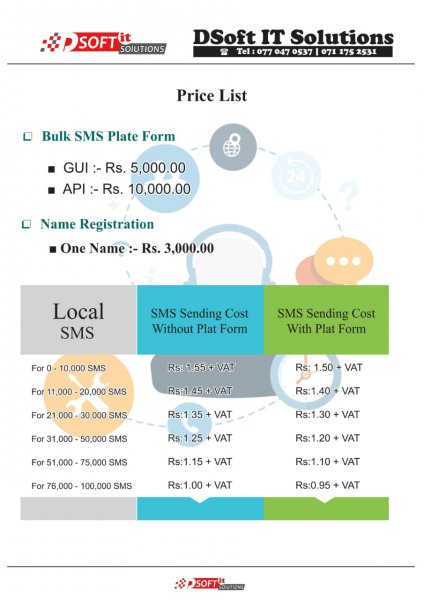 DSOFT it
SOLUTIONS
DSoft IT Solutions
Tel : 077 047 0537 | 071 175 2531
Price List
Bulk SMS Plate Form
GUI :- Rs. 5,000.00
API :- Rs. 10,000.00
Name Registration
One Name :- Rs. 3,000.00
24
?
Local
SMS
SMS Sending Cost
Without Plat Form
SMS Sending Cost
With Plat Form
For 0 - 10,000 SMS Rs: 1.55 + VAT Rs: 1.50 + VAT
For 11,000 - 20,000 SMS Rs:1.45 + VAT Rs:1.40 + VAT
For 21,000 - 30,000 SMS Rs:1.35 + VAT Rs:1.30 + VAT
For 31,000 - 50,000 SMS Rs:1.25 + VAT Rs:1.20 + VAT
For 51,000 - 75,000 SMS Rs:1.15 + VAT Rs:1.10 + VAT
For 76,000 - 100,000 SMS Rs:1.00 + VAT Rs:0.95 + VAT
DSOFT it
SOLUTIONS